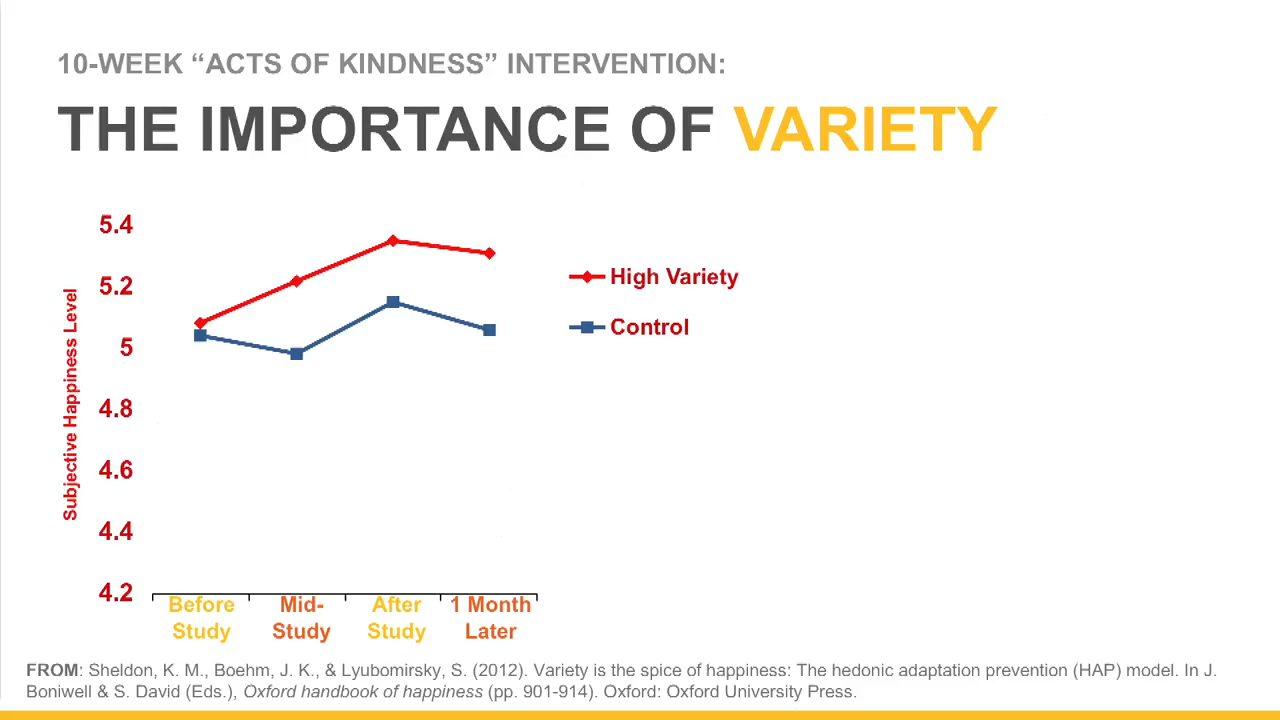 10-WEEK “ACTS OF KINDNESS” INTERVENTION:
THE IMPORTANCE OF VARIETY
5.4
5.2
5
4.8
4.6
4.4
4.2
Subjective Happiness Level
High Variety
Control
Before Study
Mid-Study
After Study
1 Month Later
FROM: Sheldon, K. M., Boehm, J. K., & Lyubomirsky, S. (2012). Variety is the spice of happiness: The hedonic adaptation prevention (HAP) model. In J.
Boniwell & S. David (Eds.), Oxford handbook of happiness (pp. 901-914). Oxford: Oxford University Press.